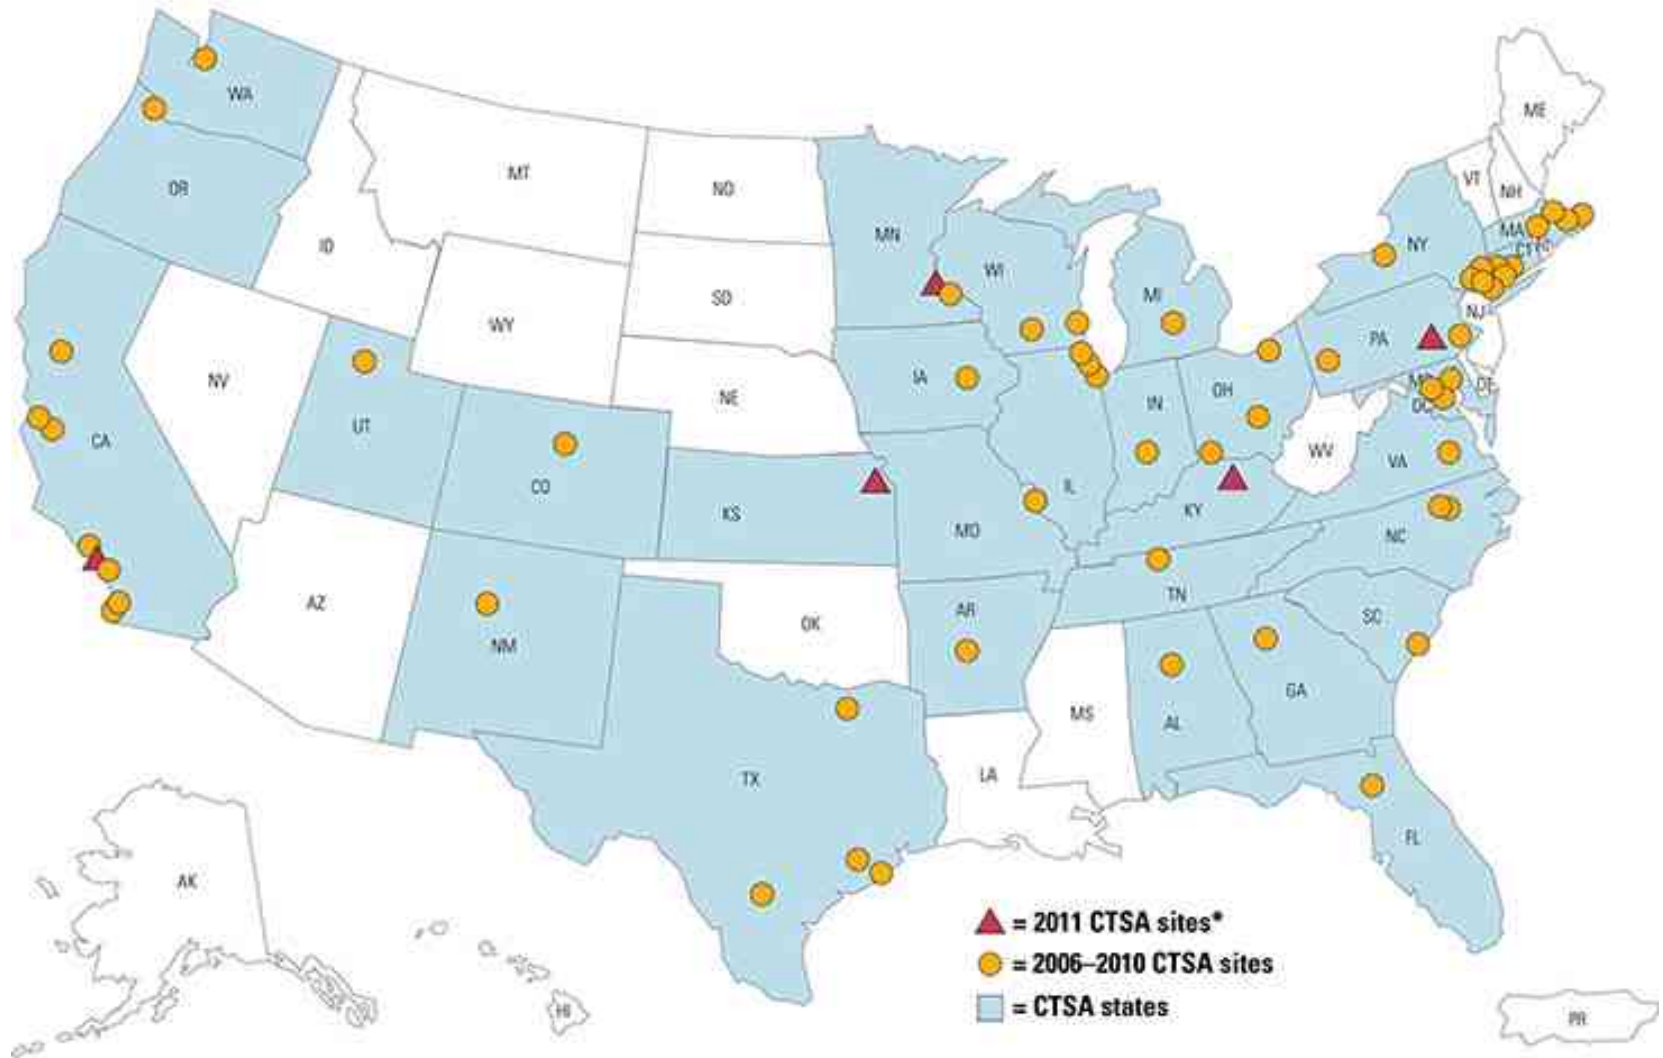 WA
ME
MT
ND
VT
NH
OR
MN
MA
NY
ID
WI
CT
SD
MI
NJ
WY
PA
NV
IA
OH
MD
DE
NE
IN
DC
UT
CA
WV
VA
CO
IL
KS
KY
MO
NC
AZ
AR
TN
OK
SC
NM
GA
MS
AL
TX
LA
FL
AK
= 2011 CTSA sites*
= 2006–2010 CTSA sites
= CTSA states
HI
PR